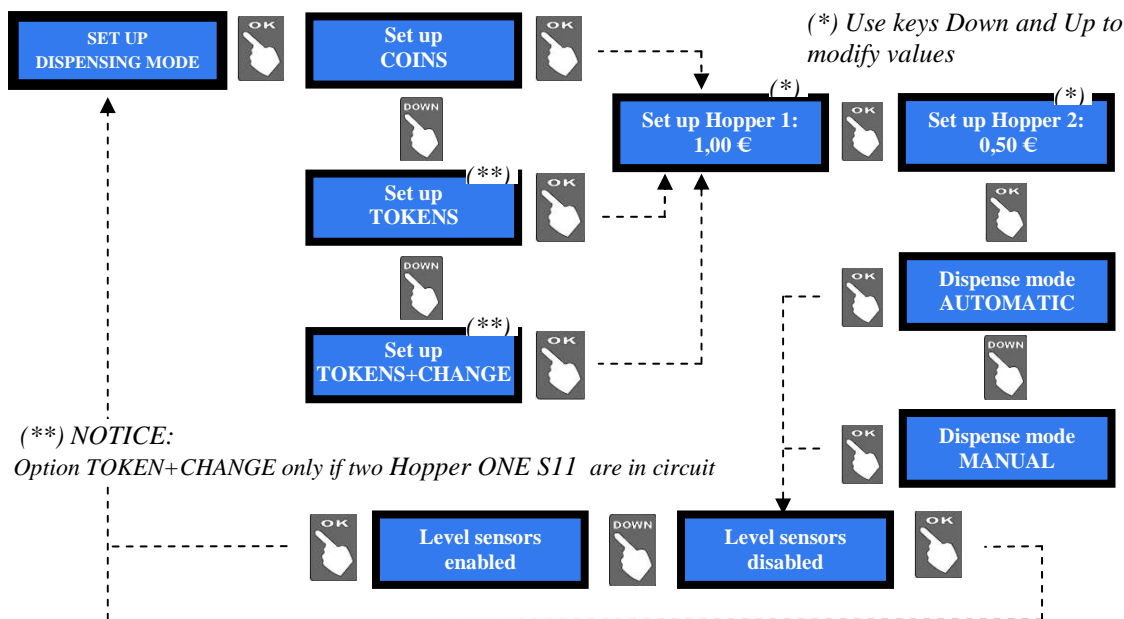 SET UP
DISPENSING MODE
OK
Set up
COINS
OK
(*) Use keys Down and Up to
modify values
DOWN
(*)
Set up Hopper 1:
1,00 €
OK
(*)
Set up Hopper 2:
0,50 €
(**)
Set up
TOKENS
OK
OK
DOWN
OK
Dispense mode
AUTOMATIC
(**)
Set up
TOKENS+CHANGE
OK
DOWN
(**) NOTICE:
Option TOKEN+CHANGE only if two Hopper ONE S11 are in circuit
OK
Dispense mode
MANUAL
OK
Level sensors
enabled
DOWN
Level sensors
disabled
OK